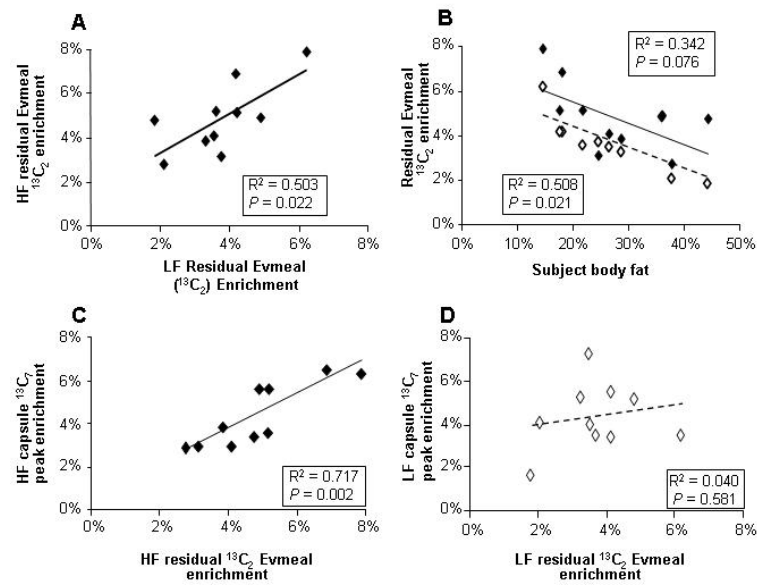 A
HF residual Evmeal
¹³C₂ enrichment
8%
6%
4%
2%
0%
R² = 0.503
P = 0.022
0% 2% 4% 6% 8%
LF Residual Evmeal
(¹³C₂) Enrichment
B
Residual Evmeal
¹³C₂ enrichment
8%
6%
4%
2%
0%
R² = 0.342
P = 0.076
R² = 0.508
P = 0.021
0% 10% 20% 30% 40% 50%
Subject body fat
C
HF capsule ¹³C₇
peak enrichment
8%
6%
4%
2%
0%
R² = 0.717
P = 0.002
0% 2% 4% 6% 8%
HF residual ¹³C₂ Evmeal
enrichment
D
LF capsule ¹³C₇
peak enrichment
8%
6%
4%
2%
0%
R² = 0.040
P = 0.581
0% 2% 4% 6% 8%
LF residual ¹³C₂ Evmeal
enrichment